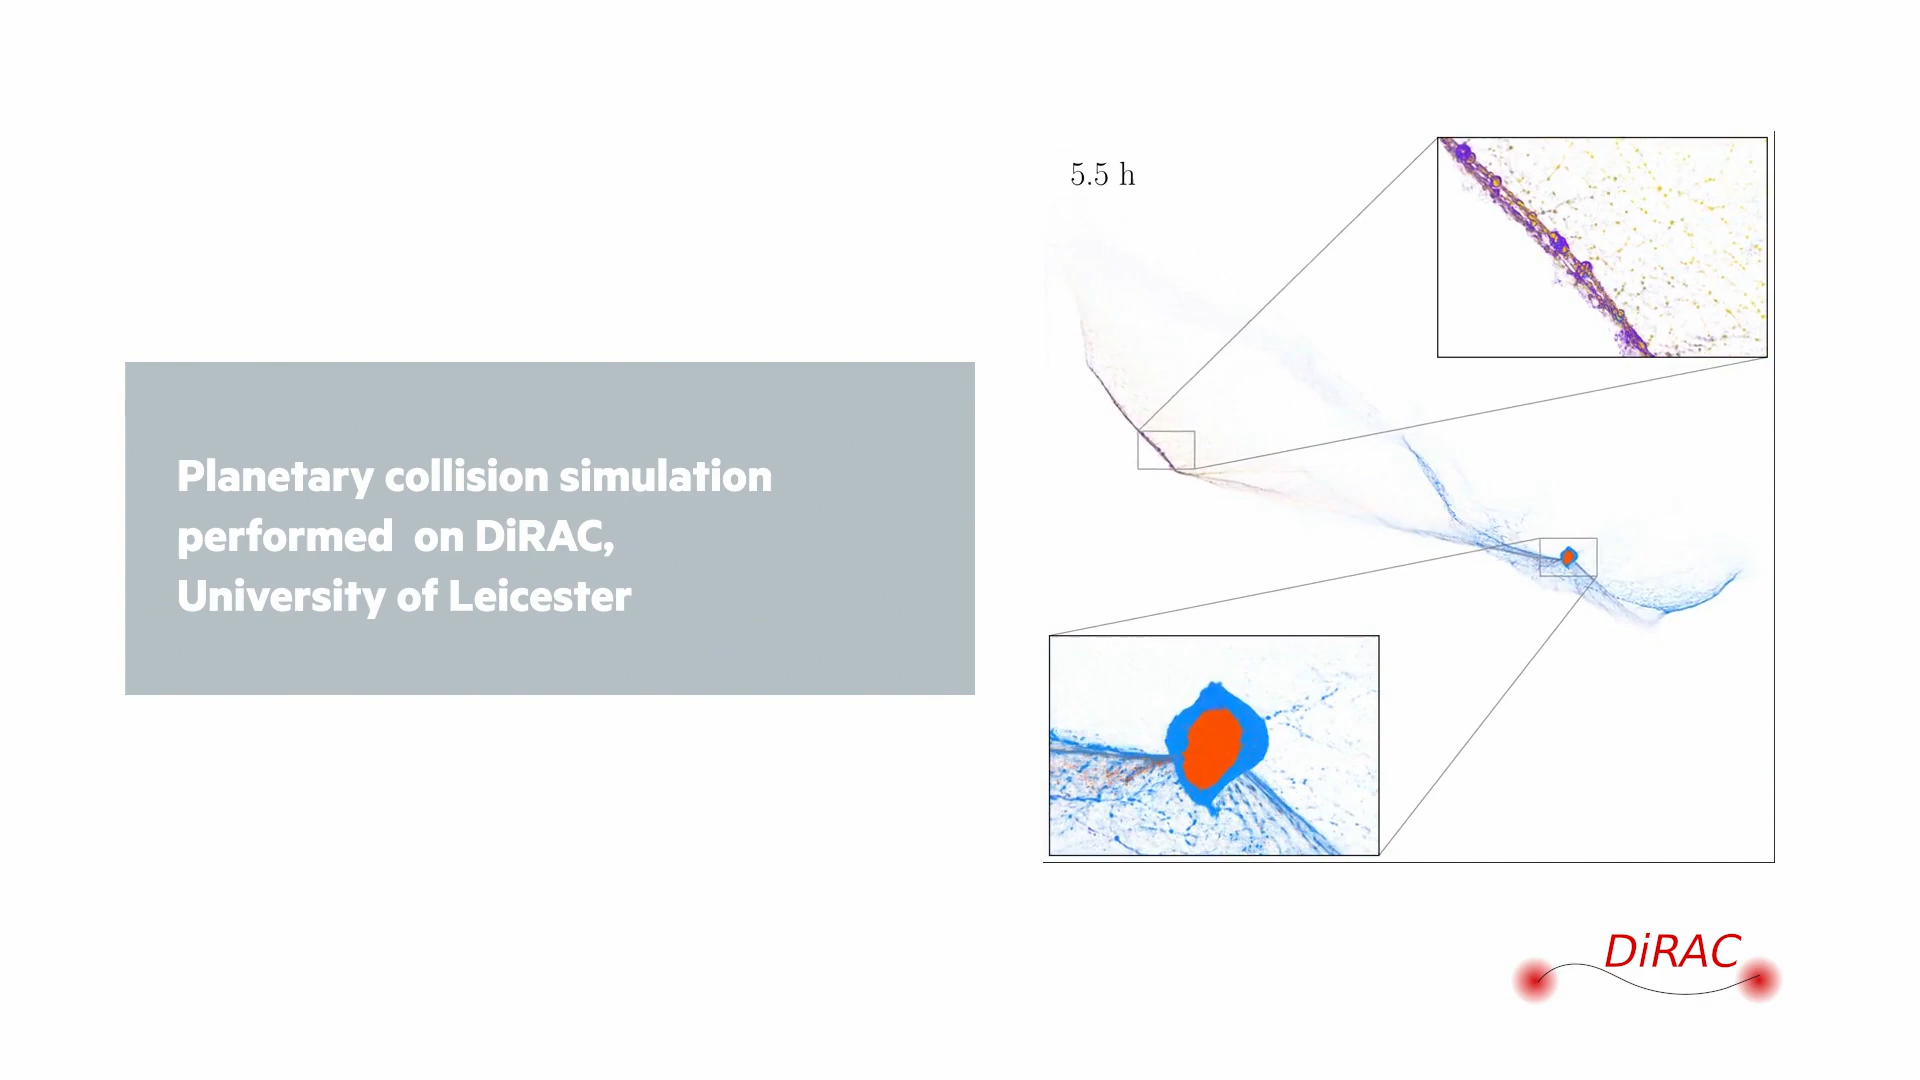 Planetary collision simulation
performed  on DiRAC,
University of Leicester
5.5 h
DiRAC